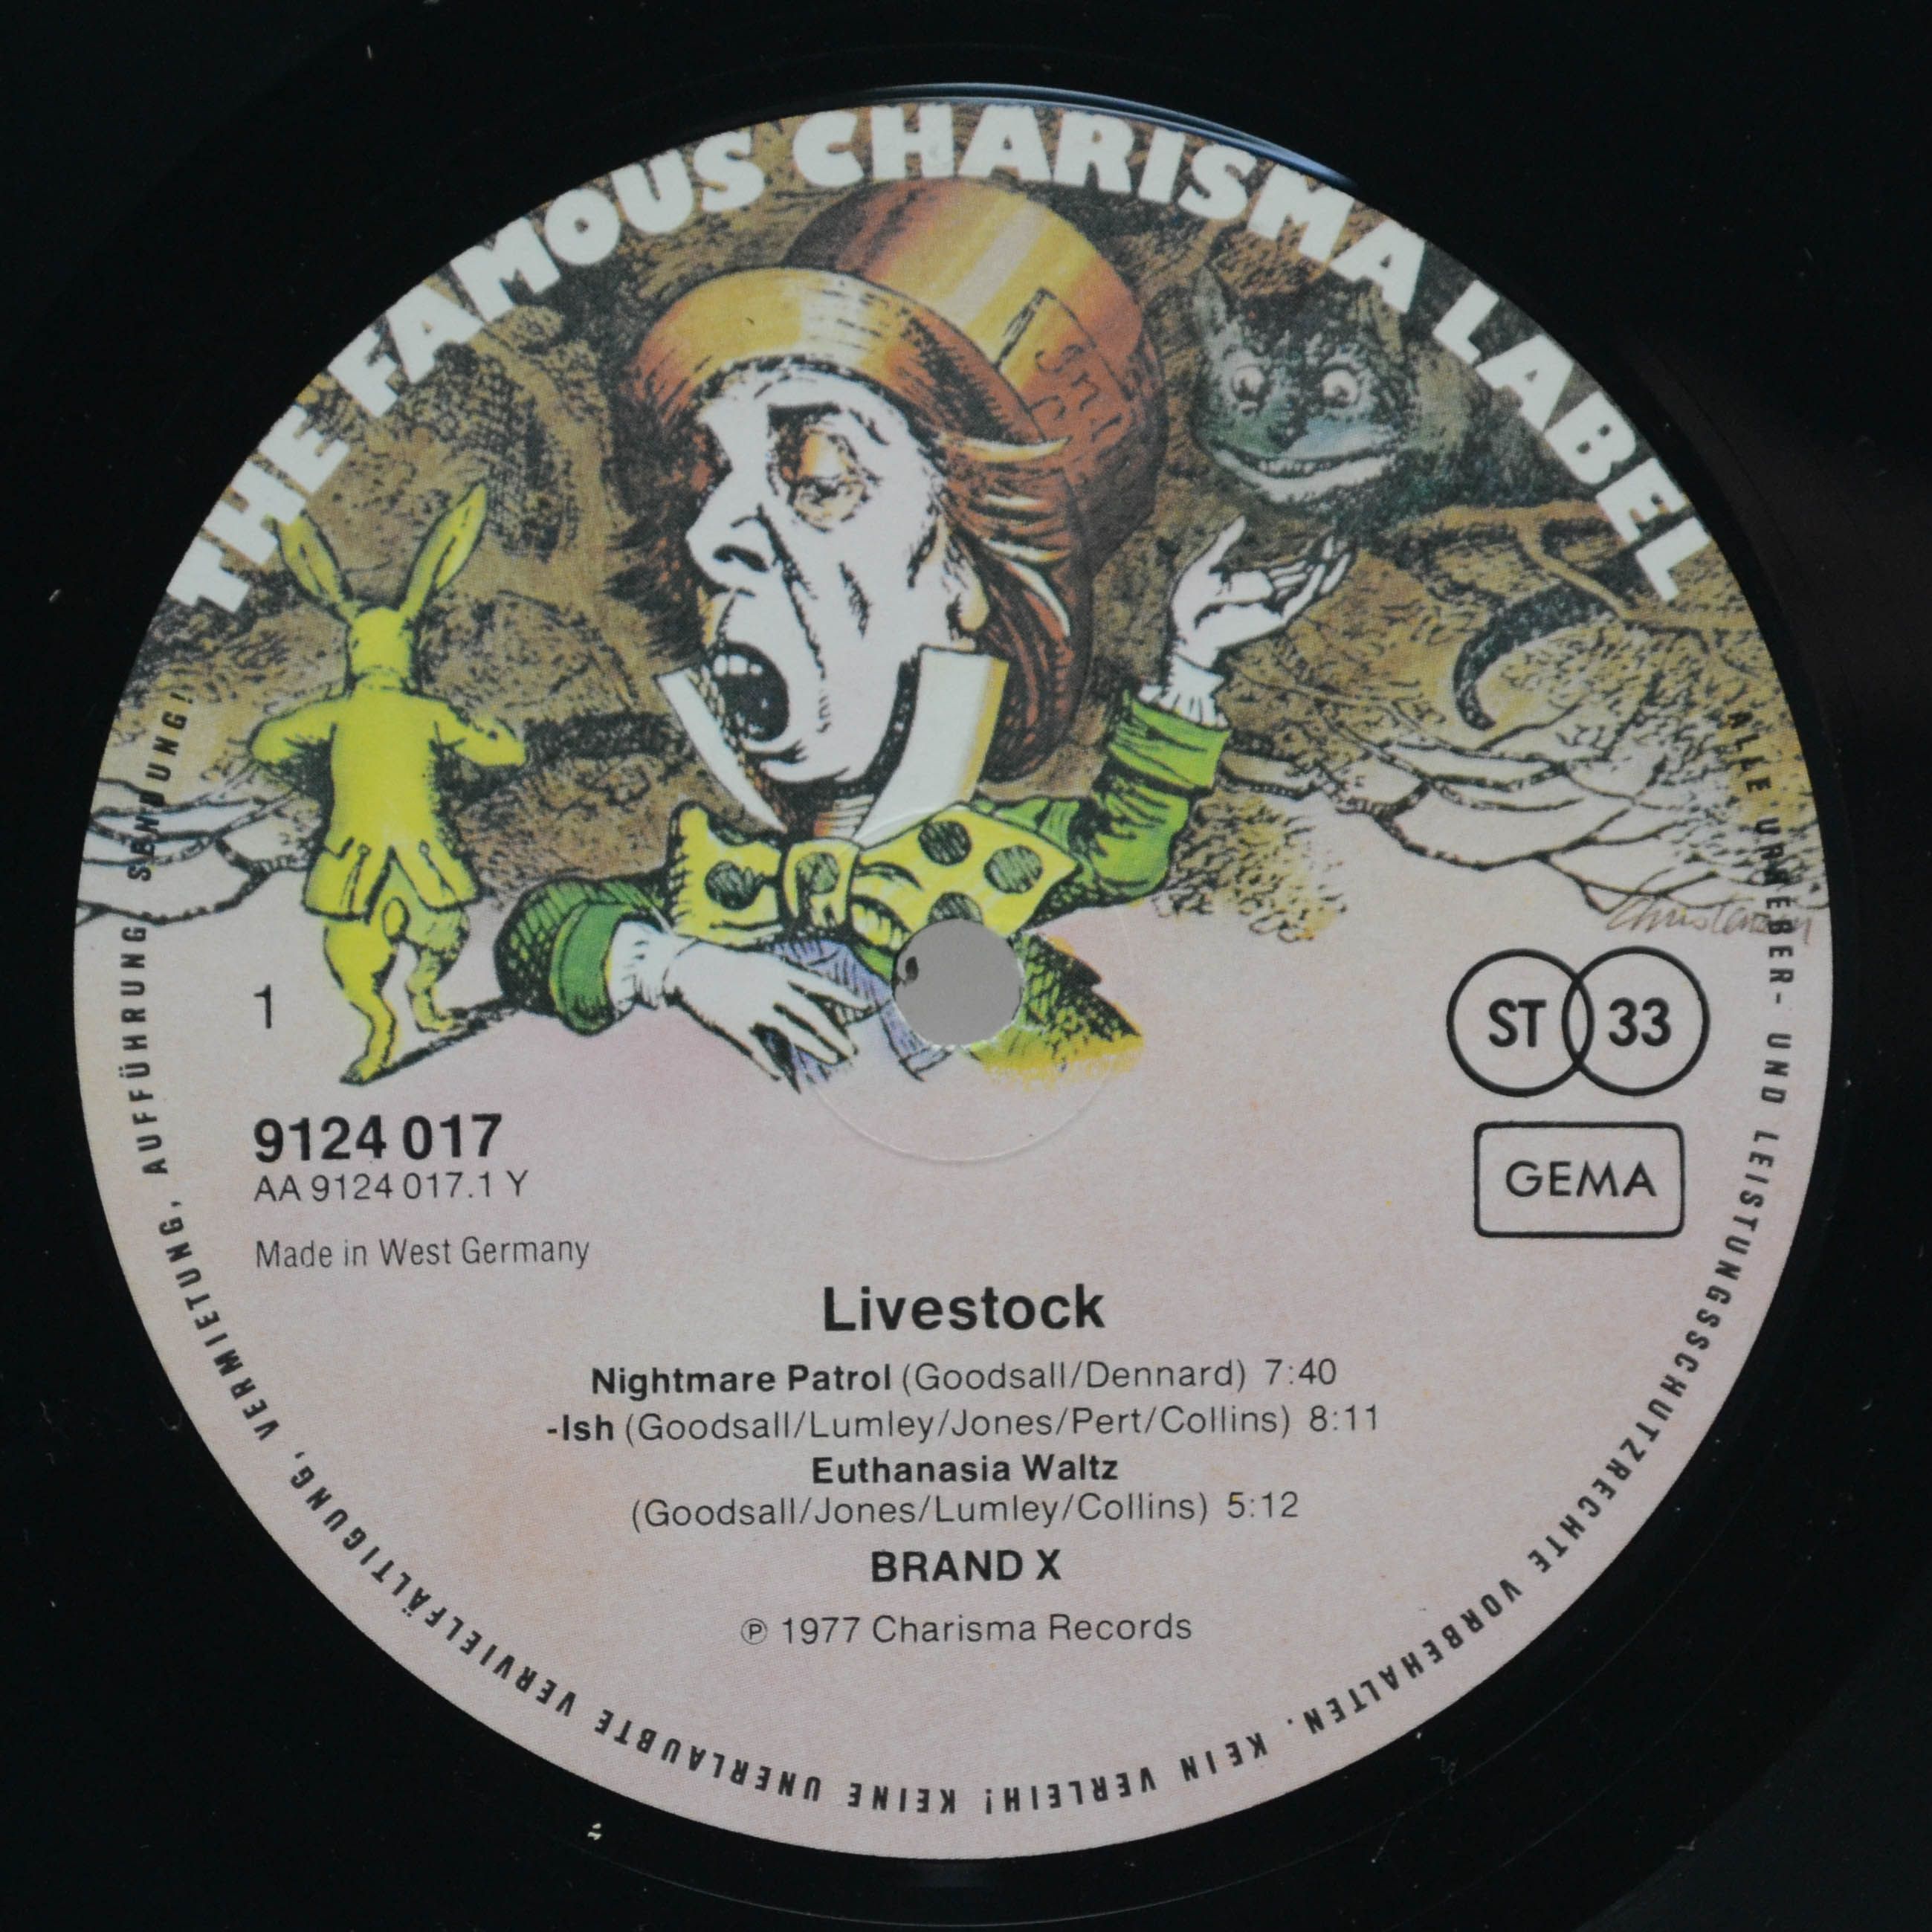 THE FAMOUS CHARISMA LABEL
1
ST 33
9124 017
AA 9124 017.1 Y
GEMA
Made in West Germany
Livestock
Nightmare Patrol (Goodsall/Dennard) 7:40
-Ish (Goodsall/Lumley/Jones/Pert/Collins) 8:11
Euthanasia Waltz
(Goodsall/Jones/Lumley/Collins) 5:12
BRAND X
℗ 1977 Charisma Records
ALLE URHEBER- UND LEISTUNGSSCHUTZRECHTE VORBEHALTEN. KEIN VERLEIH! KEINE UNERLAUBTE VERVIELFÄLTIGUNG, VERMIETUNG, AUFFÜHRUNG, SENDUNG!